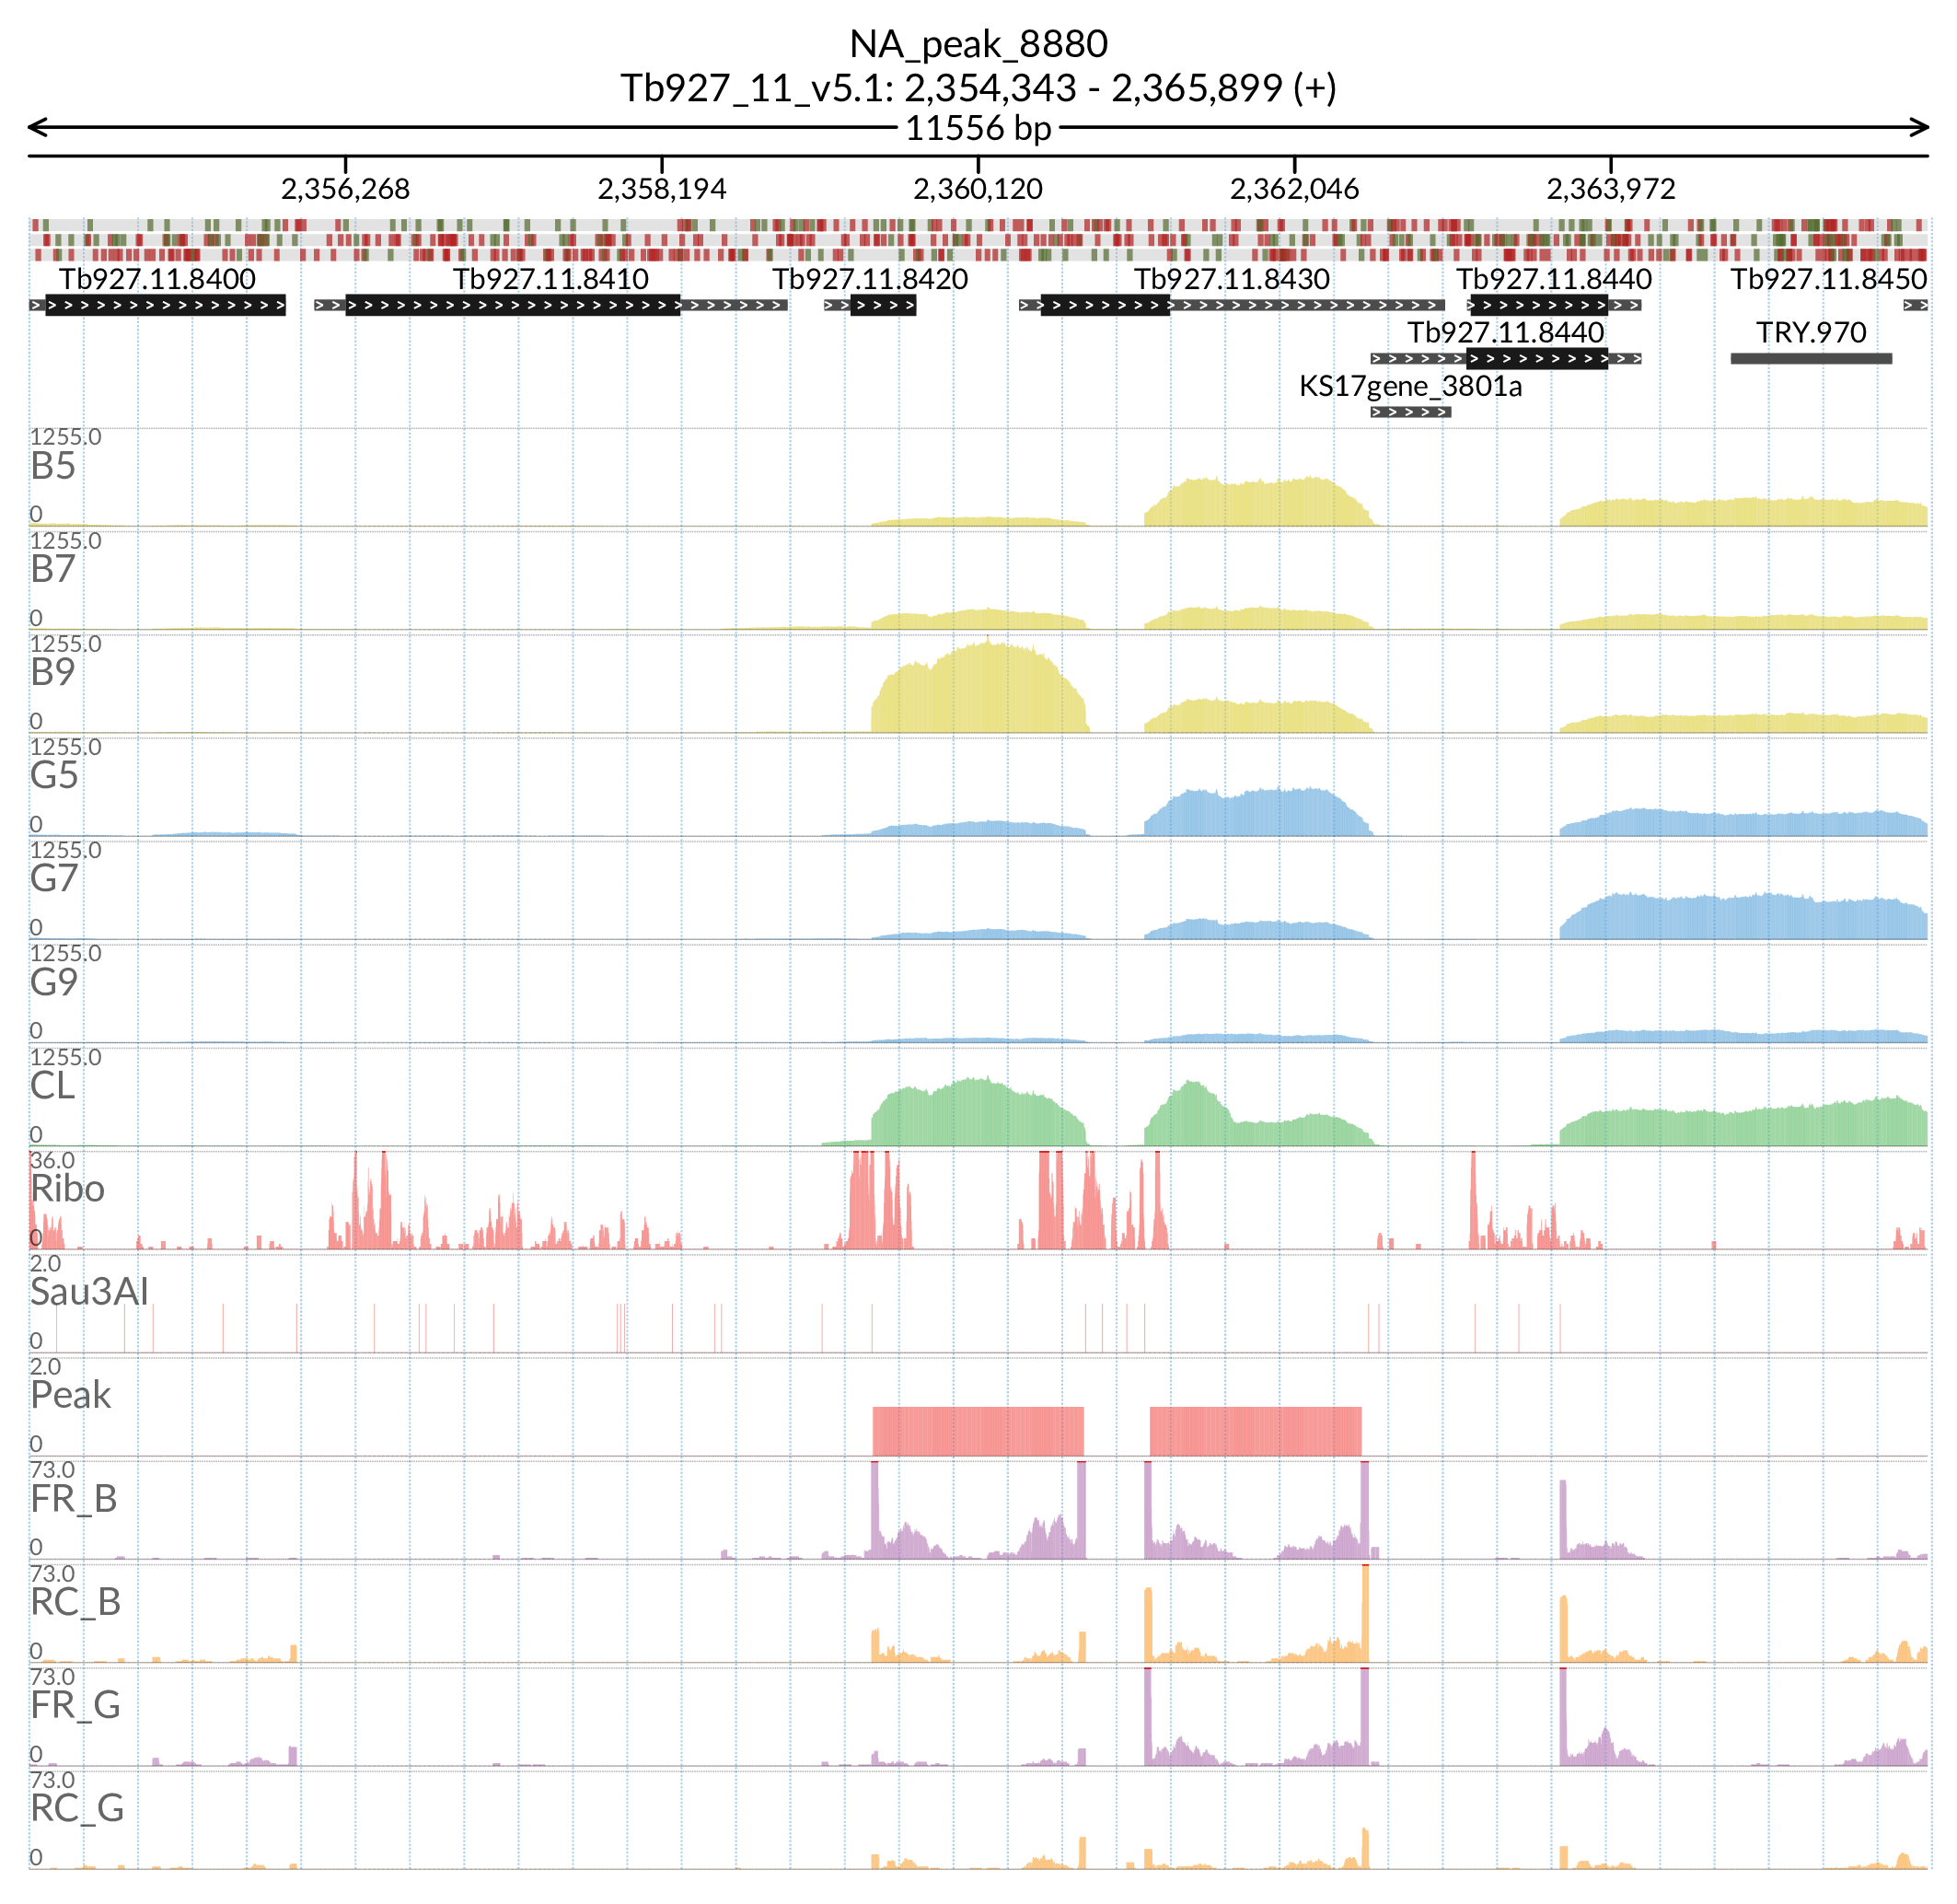 NA_peak_8880
Tb927_11_v5.1: 2,354,343 - 2,365,899 (+)
11556 bp
2,356,268 2,358,194 2,360,120 2,362,046 2,363,972
Tb927.11.8400 Tb927.11.8410 Tb927.11.8420 Tb927.11.8430 Tb927.11.8440 Tb927.11.8450
Tb927.11.8440 TRY.970
KS17gene_3801a
1255.0
B5
0
1255.0
B7
0
1255.0
B9
0
1255.0
G5
0
1255.0
G7
0
1255.0
G9
0
1255.0
CL
0
36.0
Ribo
0
2.0
Sau3AI
0
2.0
Peak
0
73.0
FR_B
0
73.0
RC_B
0
73.0
FR_G
0
73.0
RC_G
0